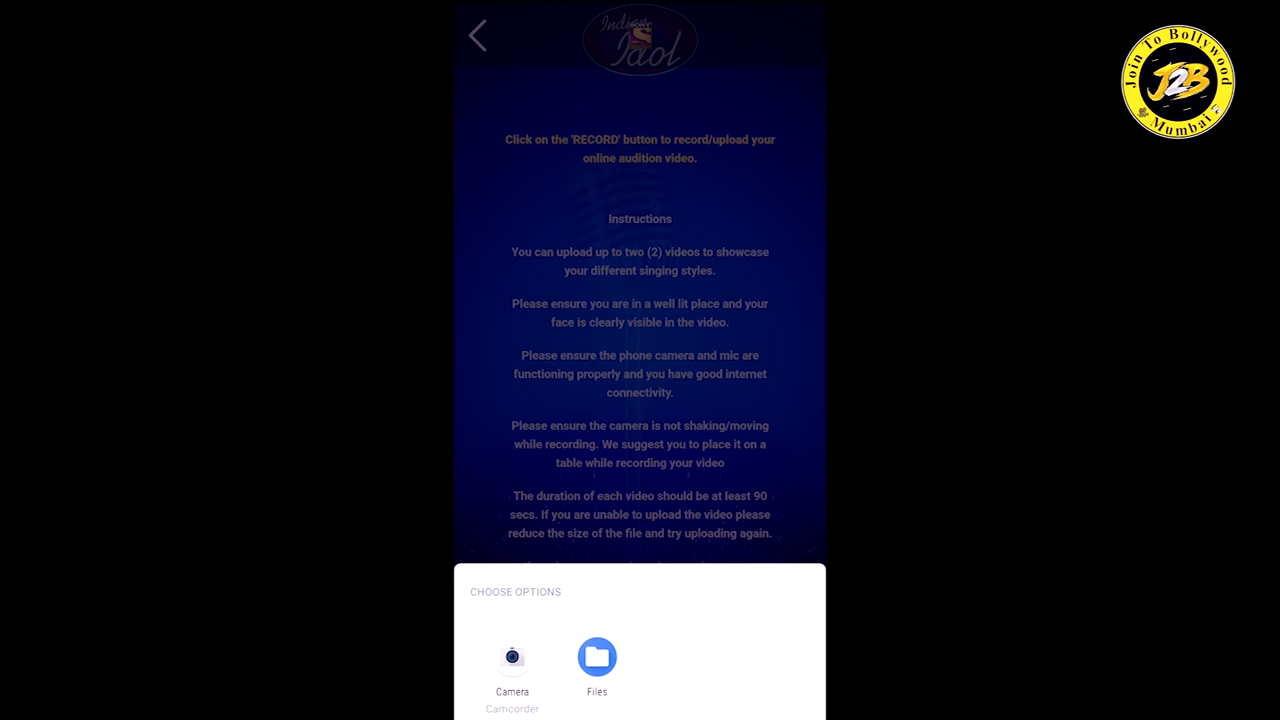 Indian
SONY
S
Idol
Join To Bollywood
J2B
Mumbai
Click on the 'RECORD' button to record/upload your
online audition video.
Instructions
You can upload up to two (2) videos to showcase
your different singing styles.
Please ensure you are in a well lit place and your
face is clearly visible in the video.
Please ensure the phone camera and mic are
functioning properly and you have good internet
connectivity.
Please ensure the camera is not shaking/moving
while recording. We suggest you to place it on a
table while recording your video
The duration of each video should be at least 90
secs. If you are unable to upload the video please
reduce the size of the file and try uploading again.
CHOOSE OPTIONS
Camera
Files
Camcorder